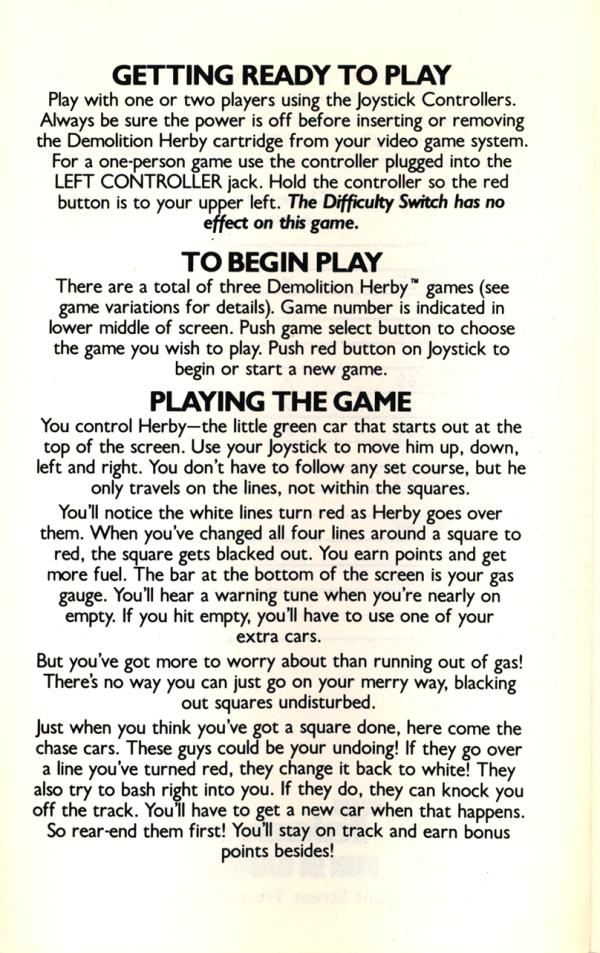 GETTING READY TO PLAY
Play with one or two players using the Joystick Controllers.
Always be sure the power is off before inserting or removing
the Demolition Herby cartridge from your video game system.
For a one-person game use the controller plugged into the
LEFT CONTROLLER jack. Hold the controller so the red
button is to your upper left. The Difficulty Switch has no
effect on this game.
TO BEGIN PLAY
There are a total of three Demolition Herby™ games (see
game variations for details). Game number is indicated in
lower middle of screen. Push game select button to choose
the game you wish to play. Push red button on Joystick to
begin or start a new game.
PLAYING THE GAME
You control Herby—the little green car that starts out at the
top of the screen. Use your Joystick to move him up, down,
left and right. You don't have to follow any set course, but he
only travels on the lines, not within the squares.
You'll notice the white lines turn red as Herby goes over
them. When you've changed all four lines around a square to
red, the square gets blacked out. You earn points and get
more fuel. The bar at the bottom of the screen is your gas
gauge. You'll hear a warning tune when you're nearly on
empty. If you hit empty, you'll have to use one of your
extra cars.
But you've got more to worry about than running out of gas!
There's no way you can just go on your merry way, blacking
out squares undisturbed.
Just when you think you've got a square done, here come the
chase cars. These guys could be your undoing! If they go over
a line you've turned red, they change it back to white! They
also try to bash right into you. If they do, they can knock you
off the track. You'll have to get a new car when that happens.
So rear-end them first! You'll stay on track and earn bonus
points besides!